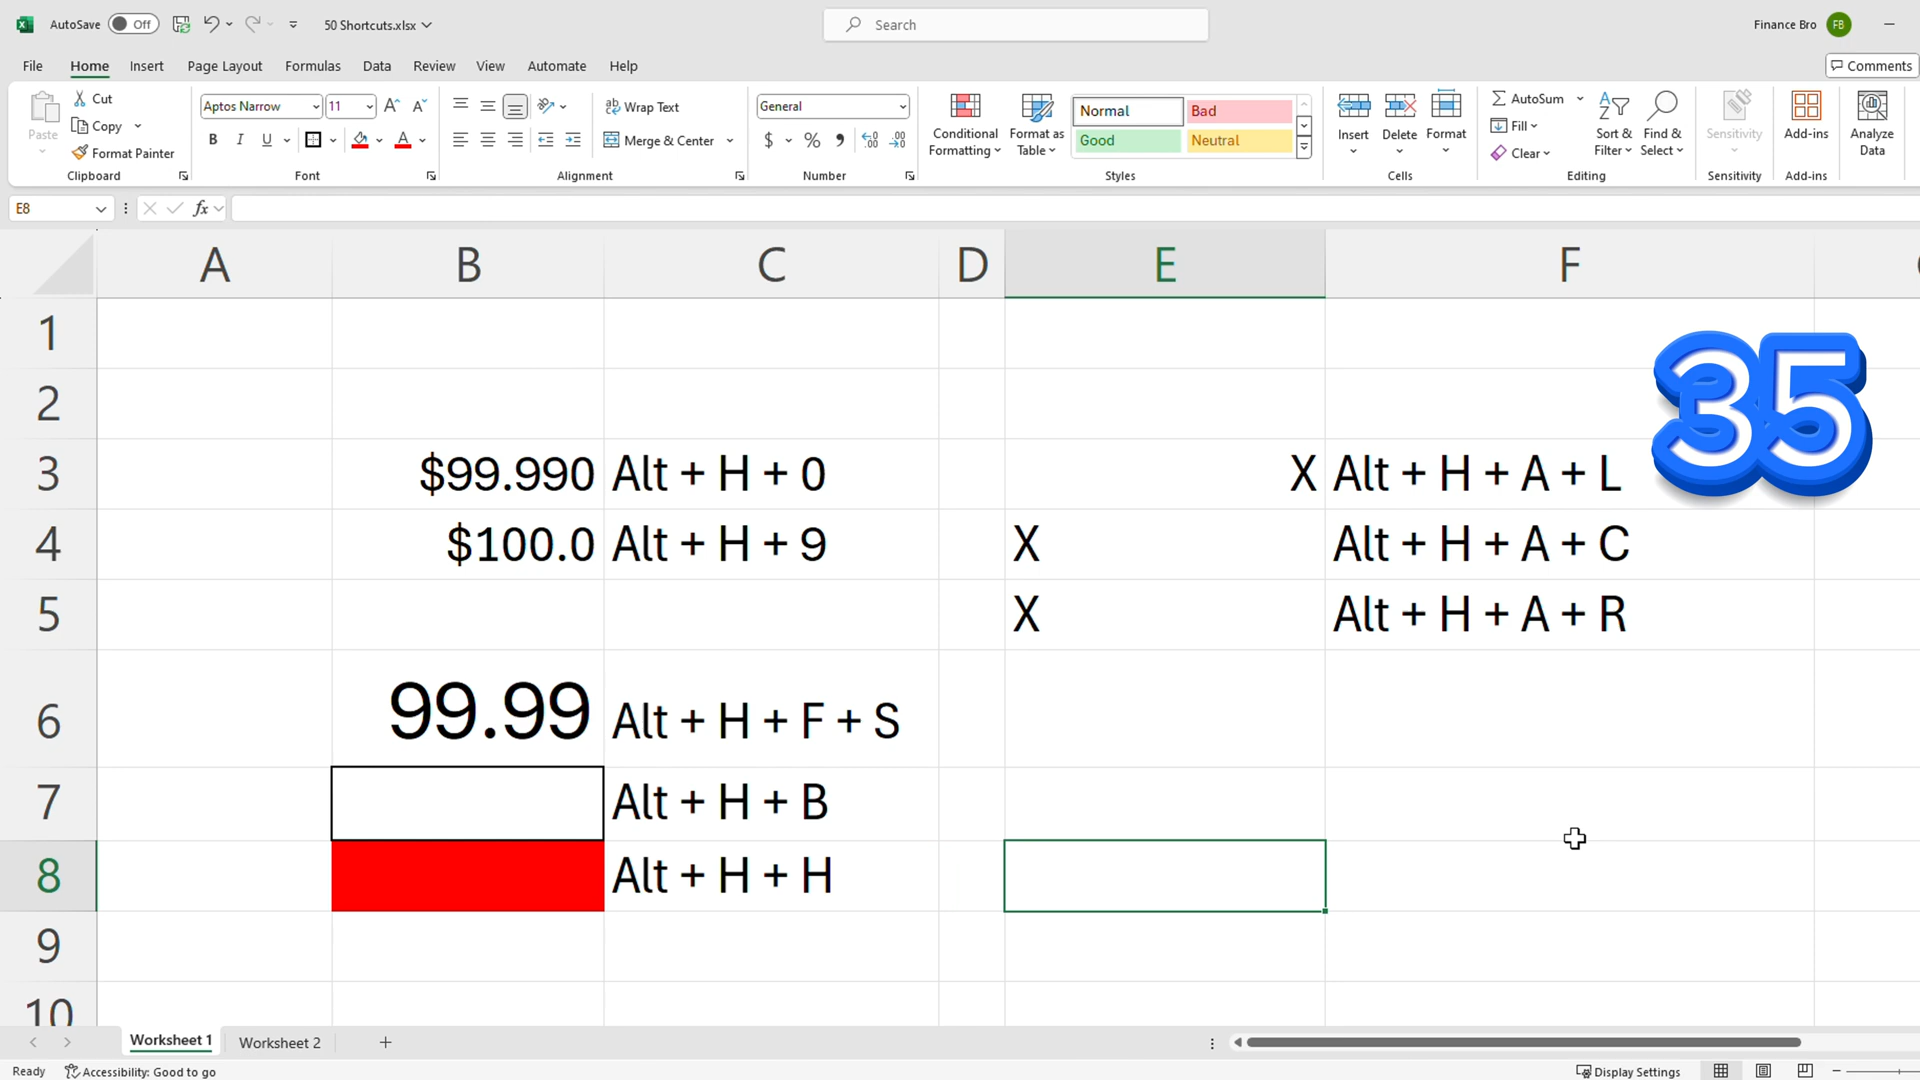 AutoSave Off 50 Shortcuts.xlsx Search Finance Bro FB
File Home Insert Page Layout Formulas Data Review View Automate Help Comments
Paste Cut Copy Format Painter Clipboard
Aptos Narrow 11 A A B I U A Font
ab Wrap Text Merge & Center Alignment
General $ % Number
Conditional Formatting Format as Table Normal Bad Good Neutral Styles
Insert Delete Format Cells
AutoSum Fill Clear Sort & Filter Find & Select Editing
Sensitivity Sensitivity
Add-ins Add-ins
Analyze Data
E8 fx
A B C D E F
1
35
2
3 $99.990 Alt + H + 0 X Alt + H + A + L
4 $100.0 Alt + H + 9 X Alt + H + A + C
5 X Alt + H + A + R
6 99.99 Alt + H + F + S
7 Alt + H + B
8 Alt + H + H
9
10
Worksheet 1 Worksheet 2
Ready Accessibility: Good to go Display Settings